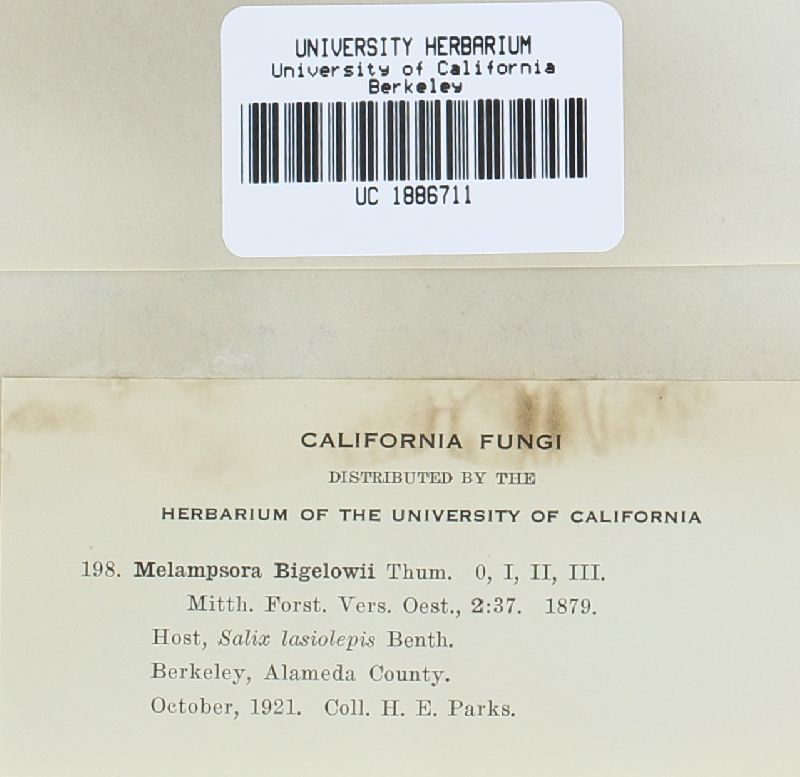 UNIVERSITY HERBARIUM
University of California
Berkeley
UC 1886711
CALIFORNIA FUNGI
DISTRIBUTED BY THE
HERBARIUM OF THE UNIVERSITY OF CALIFORNIA
198. Melampsora Bigelowii Thum. 0, I, II, III.
Mitth. Forst. Vers. Oest., 2:37. 1879.
Host, Salix lasiolepis Benth.
Berkeley, Alameda County.
October, 1921. Coll. H. E. Parks.